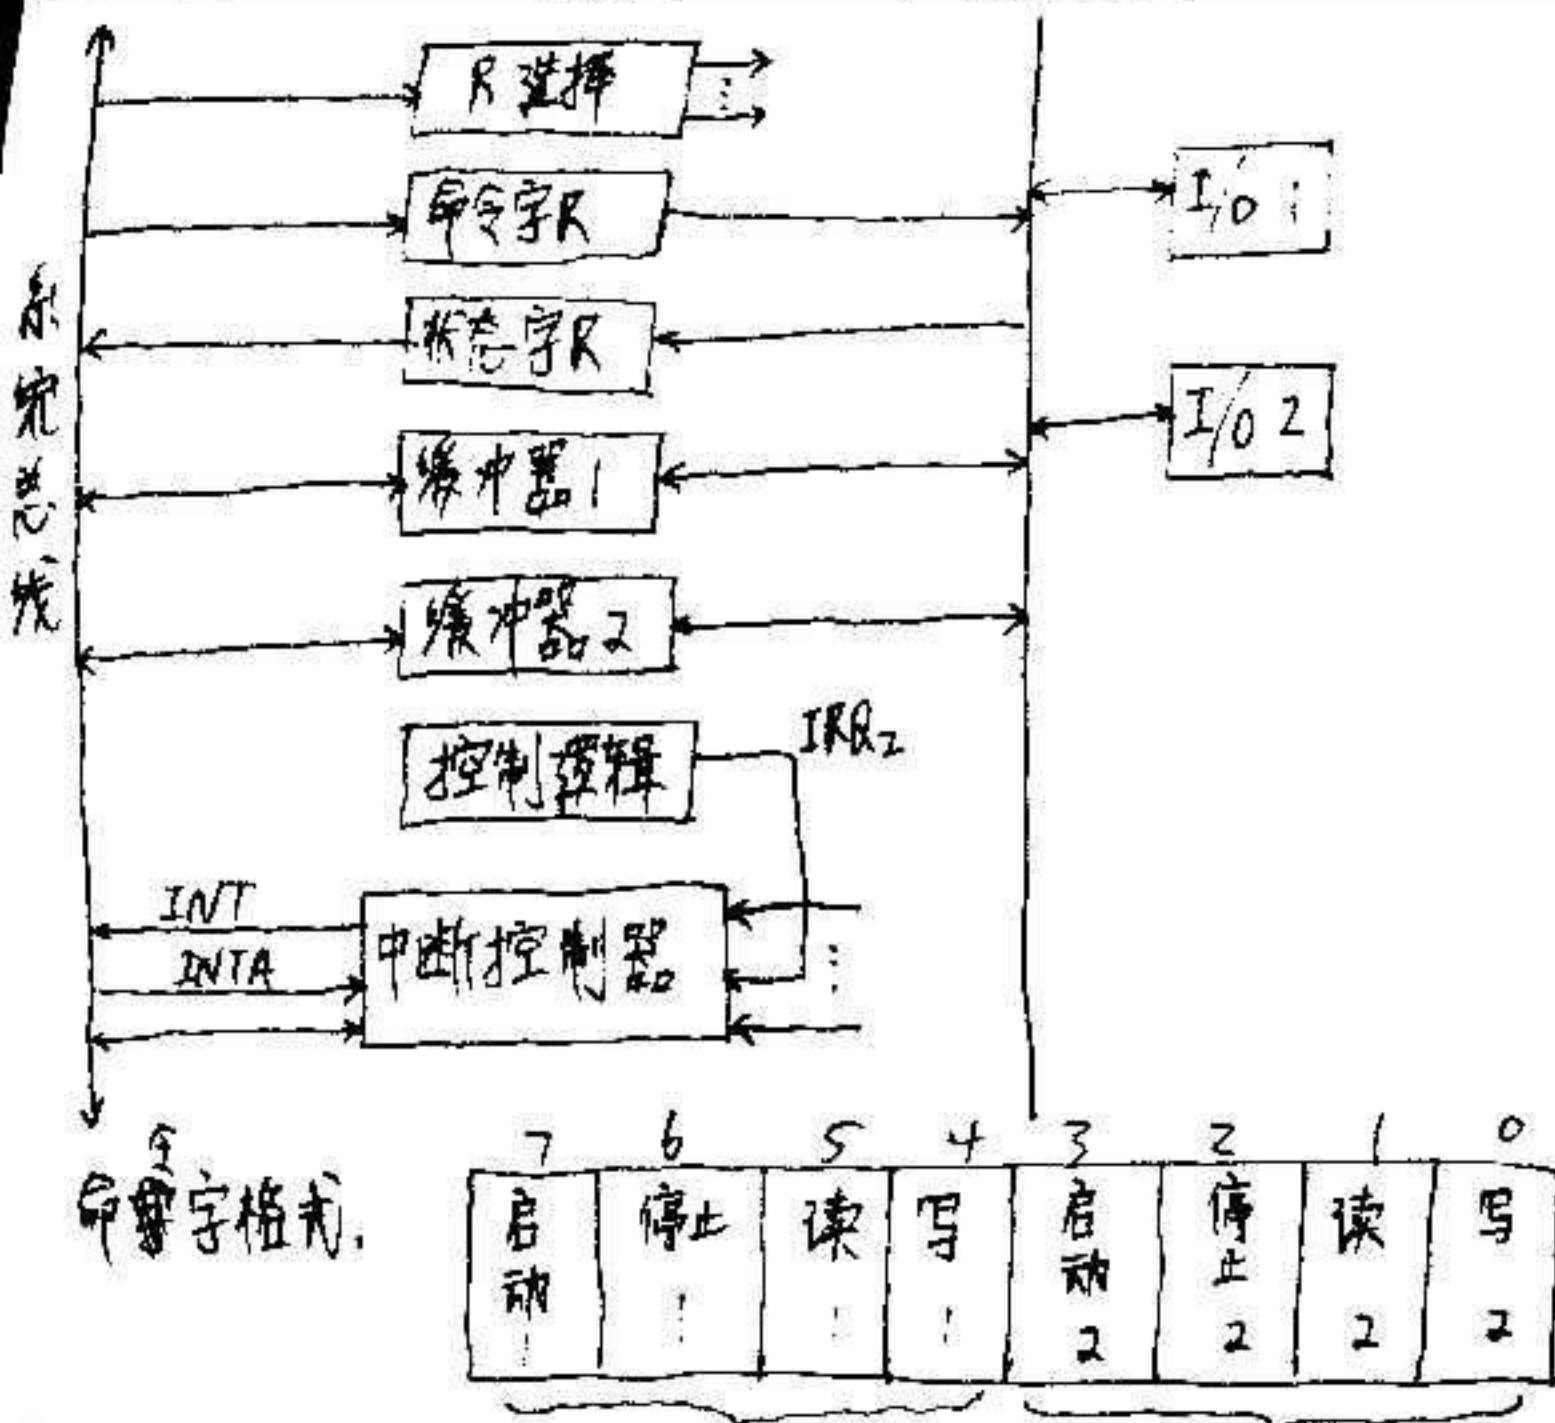 R选择
命令字R
I/O 1
状态字R
系统总线
缓冲器1
I/O 2
缓冲器2
IRQ2
控制逻辑
INT
中断控制器
INTA
命令字格式.
7 6 5 4 3 2 1 0
启动1 停止1 读1 写1 启动2 停止2 读2 写2